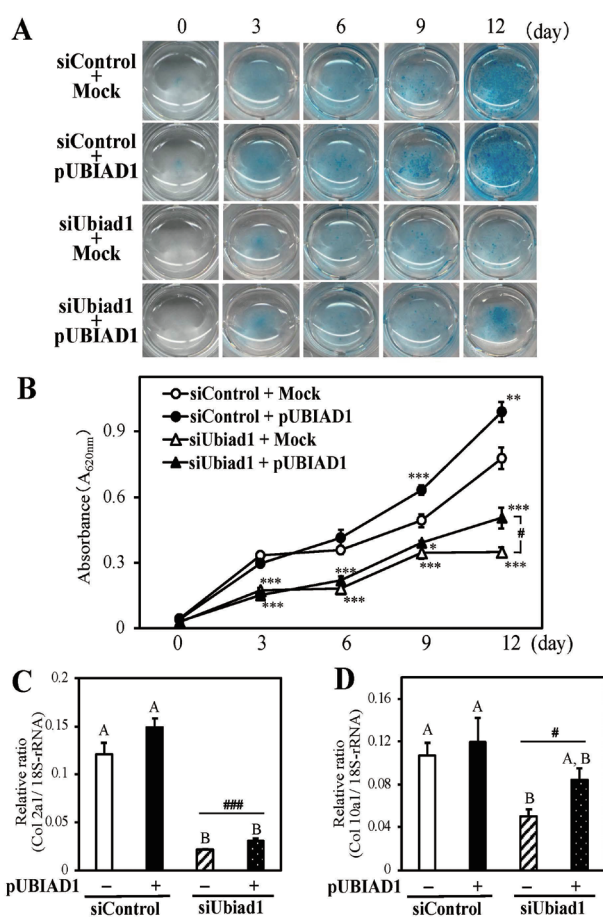 A
0 3 6 9 12 (day)
siControl
+
Mock
siControl
+
pUBIAD1
siUbiad1
+
Mock
siUbiad1
+
pUBIAD1
B
siControl + Mock
siControl + pUBIAD1
siUbiad1 + Mock
siUbiad1 + pUBIAD1
Absorbance (A620nm)
0.9
0.6
0.3
0
**
***
***
#
***
*
***
***
***
***
***
0 3 6 9 12 (day)
C
Relative ratio
(Col 2a1/ 18S-rRNA)
0.2
0.15
0.1
0.05
0
A
A
###
B
B
pUBIAD1 – + – +
siControl siUbiad1
D
Relative ratio
(Col 10a1/ 18S-rRNA)
0.16
0.12
0.08
0.04
0
A
A
#
B
A, B
pUBIAD1 – + – +
siControl siUbiad1